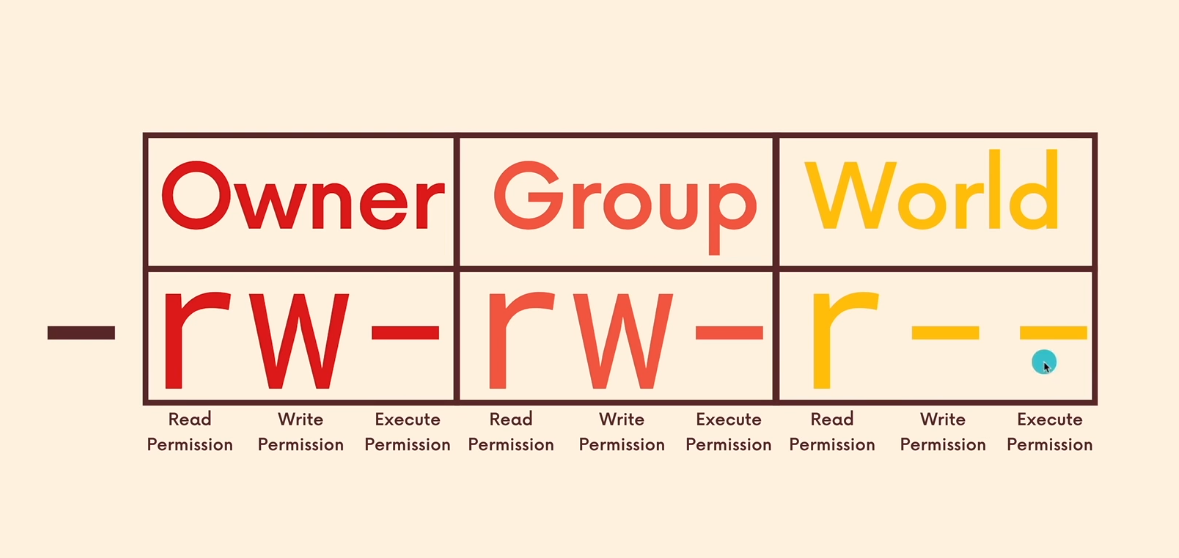 Owner Group World
- rw- rw- r--
Read Write Execute Read Write Execute Read Write Execute
Permission Permission Permission Permission Permission Permission Permission Permission Permission